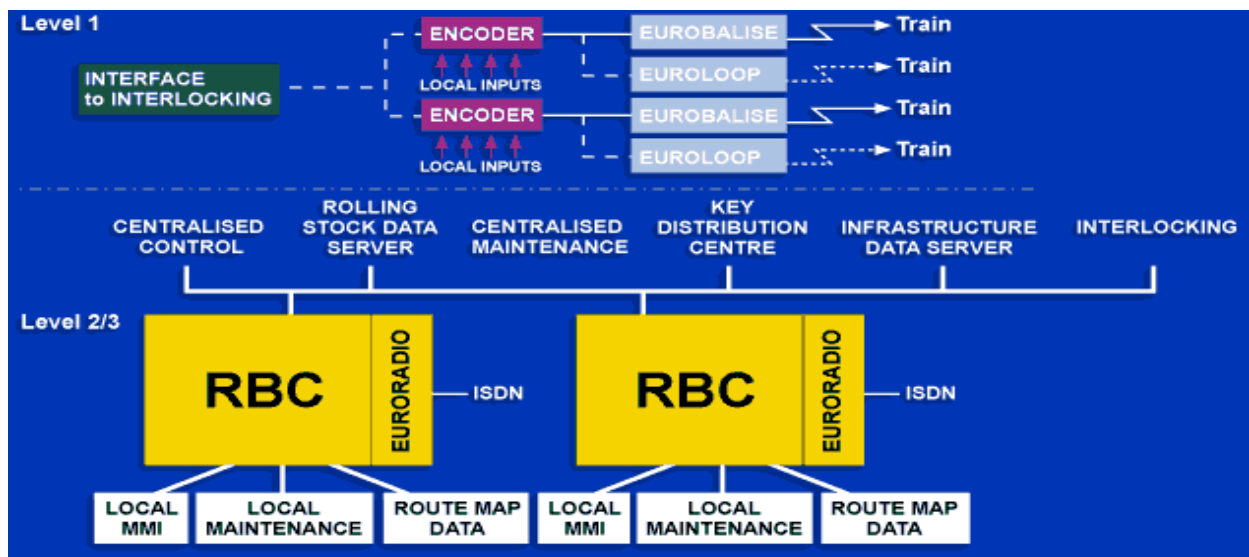 Level 1
ENCODER
EUROBALISE
Train
INTERFACE
to INTERLOCKING
LOCAL INPUTS
EUROLOOP
Train
ENCODER
EUROBALISE
Train
LOCAL INPUTS
EUROLOOP
Train
CENTRALISED
CONTROL
ROLLING
STOCK DATA
SERVER
CENTRALISED
MAINTENANCE
KEY
DISTRIBUTION
CENTRE
INFRASTRUCTURE
DATA SERVER
INTERLOCKING
Level 2/3
RBC
EURORADIO
ISDN
RBC
EURORADIO
ISDN
LOCAL
MMI
LOCAL
MAINTENANCE
ROUTE MAP
DATA
LOCAL
MMI
LOCAL
MAINTENANCE
ROUTE MAP
DATA